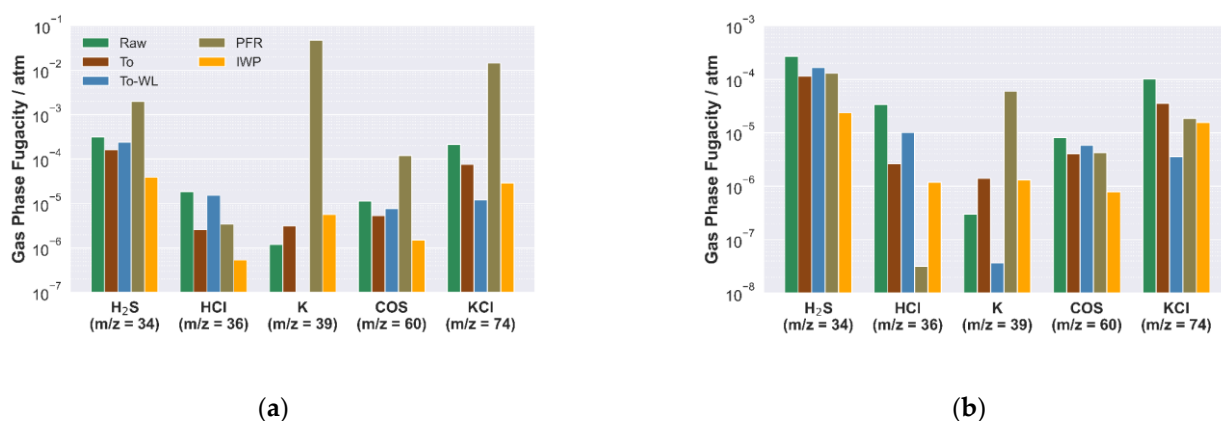 Gas Phase Fugacity / atm
10⁻¹
10⁻²
10⁻³
10⁻⁴
10⁻⁵
10⁻⁶
10⁻⁷
Raw
To
To-WL
PFR
IWP
H₂S HCl K COS KCl
(m/z = 34) (m/z = 36) (m/z = 39) (m/z = 60) (m/z = 74)
(a)
Gas Phase Fugacity / atm
10⁻³
10⁻⁴
10⁻⁵
10⁻⁶
10⁻⁷
10⁻⁸
H₂S HCl K COS KCl
(m/z = 34) (m/z = 36) (m/z = 39) (m/z = 60) (m/z = 74)
(b)